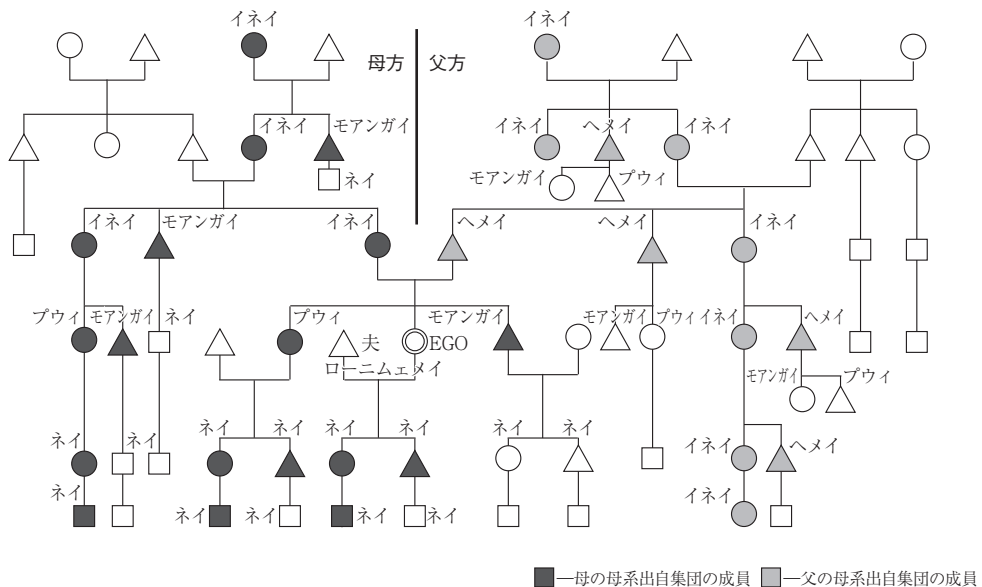 イネイ イネイ
母方 父方
イネイ モアンガイ イネイ ヘメイ イネイ
ネイ モアンガイ プウィ
イネイ モアンガイ イネイ ヘメイ ヘメイ イネイ
プウィ モアンガイ ネイ プウィ モアンガイ モアンガイ プウィ イネイ ヘメイ
夫 EGO
ローニムェメイ
モアンガイ プウィ
ネイ ネイ ネイ ネイ ネイ ネイ ネイ ネイ イネイ ヘメイ
ネイ イネイ
ネイ ネイ ネイ ネイ
―母の母系出自集団の成員 ―父の母系出自集団の成員